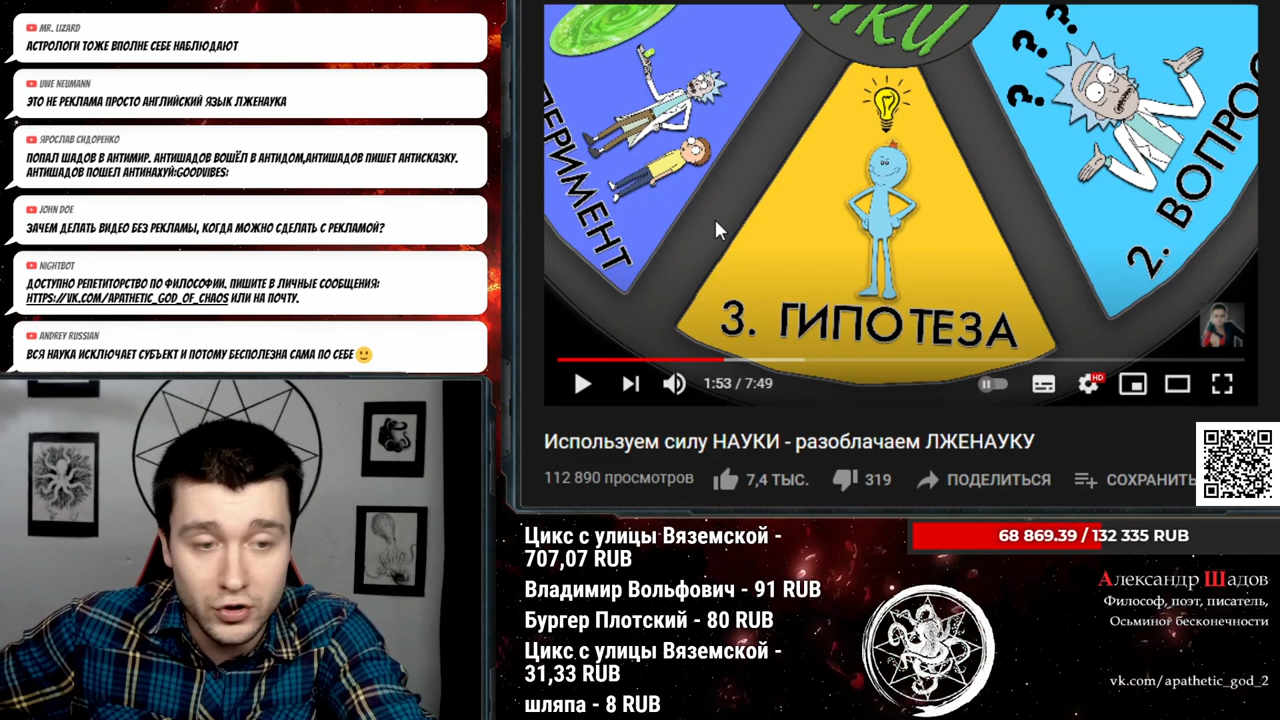 MR. LIZARD
АСТРОЛОГИ ТОЖЕ ВПОЛНЕ СЕБЕ НАБЛЮДАЮТ
UWE NEUMANN
ЭТО НЕ РЕКЛАМА ПРОСТО АНГЛИЙСКИЙ ЯЗЫК ЛЖЕНАУКА
ЯРОСЛАВ СИДОРЕНКО
ПОПАЛ ШАДОВ В АНТИМИР. АНТИШАДОВ ВОШЁЛ В АНТИДОМ,АНТИШАДОВ ПИШЕТ АНТИСКАЗКУ.
АНТИШАДОВ ПОШЕЛ АНТИНАХУЙ:GOODVIBES:
JOHN DOE
ЗАЧЕМ ДЕЛАТЬ ВИДЕО БЕЗ РЕКЛАМЫ, КОГДА МОЖНО СДЕЛАТЬ С РЕКЛАМОЙ?
NIGHTBOT
ДОСТУПНО РЕПЕТИТОРСТВО ПО ФИЛОСОФИИ. ПИШИТЕ В ЛИЧНЫЕ СООБЩЕНИЯ:
HTTPS://VK.COM/APATHETIC_GOD_OF_CHAOS ИЛИ НА ПОЧТУ.
ANDREY RUSSIAN
ВСЯ НАУКА ИСКЛЮЧАЕТ СУБЪЕКТ И ПОТОМУ БЕСПОЛЕЗНА САМА ПО СЕБЕ 🙂
УКИ
ПЕРИМЕНТ
3. ГИПОТЕЗА
2. ВОПРОС
? ? ? ?
1:53 / 7:49
HD
Используем силу НАУКИ - разоблачаем ЛЖЕНАУКУ
112 890 просмотров
7,4 ТЫС.
319
ПОДЕЛИТЬСЯ
СОХРАНИТЬ
Цикс с улицы Вяземской -
707,07 RUB
Владимир Вольфович - 91 RUB
Бургер Плотский - 80 RUB
Цикс с улицы Вяземской -
31,33 RUB
шляпа - 8 RUB
68 869.39 / 132 335 RUB
Александр Шадов
Философ, поэт, писатель,
Осьминог бесконечности
vk.com/apathetic_god_2